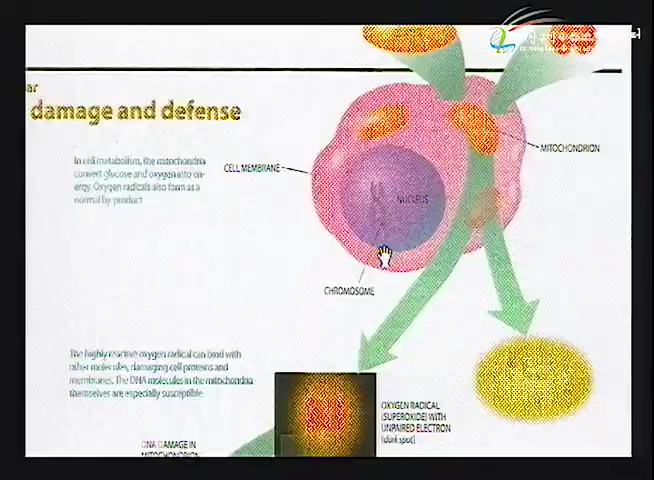 ar
damage and defense
In cell metabolism, the mitochondria
convert glucose and oxygen into en-
ergy. Oxygen radicals also form as a
normal by product
CELL MEMBRANE
NUCLEUS
MITOCHONDRION
CHROMOSOME
The highly reactive oxygen radical can bind with
other molecules, damaging cell proteins and
membranes. The DNA molecules in the mitochondria
themselves are especially susceptible.
OXYGEN RADICAL
(SUPEROXIDE) WITH
UNPAIRED ELECTRON
(dark spot)
DNA DAMAGE IN
MITOCHONDRION